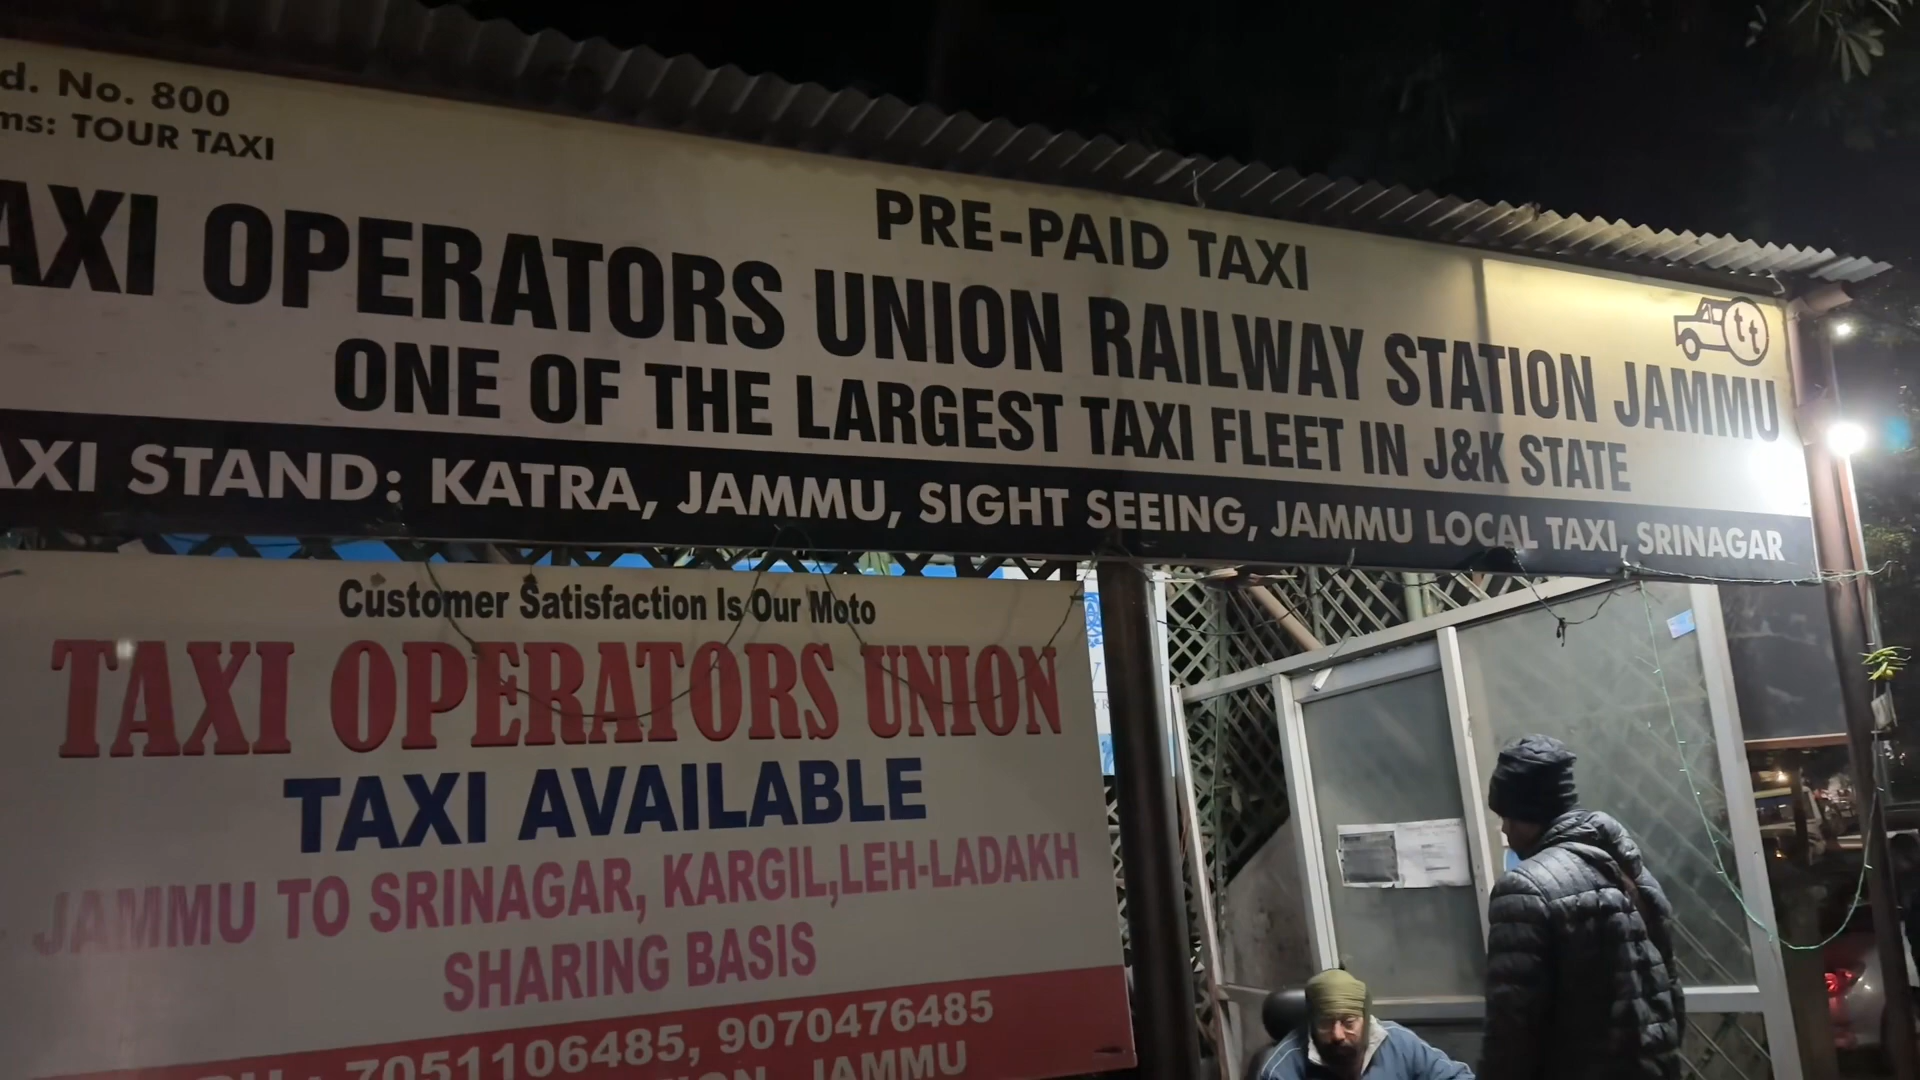 d. No. 800
ms: TOUR TAXI
PRE-PAID TAXI
tt
AXI OPERATORS UNION RAILWAY STATION JAMMU
ONE OF THE LARGEST TAXI FLEET IN J&K STATE
AXI STAND: KATRA, JAMMU, SIGHT SEEING, JAMMU LOCAL TAXI, SRINAGAR
Customer Satisfaction Is Our Moto
TAXI OPERATORS UNION
TAXI AVAILABLE
JAMMU TO SRINAGAR, KARGIL,LEH-LADAKH
SHARING BASIS
PH : 7051106485, 9070476485
JAMMU